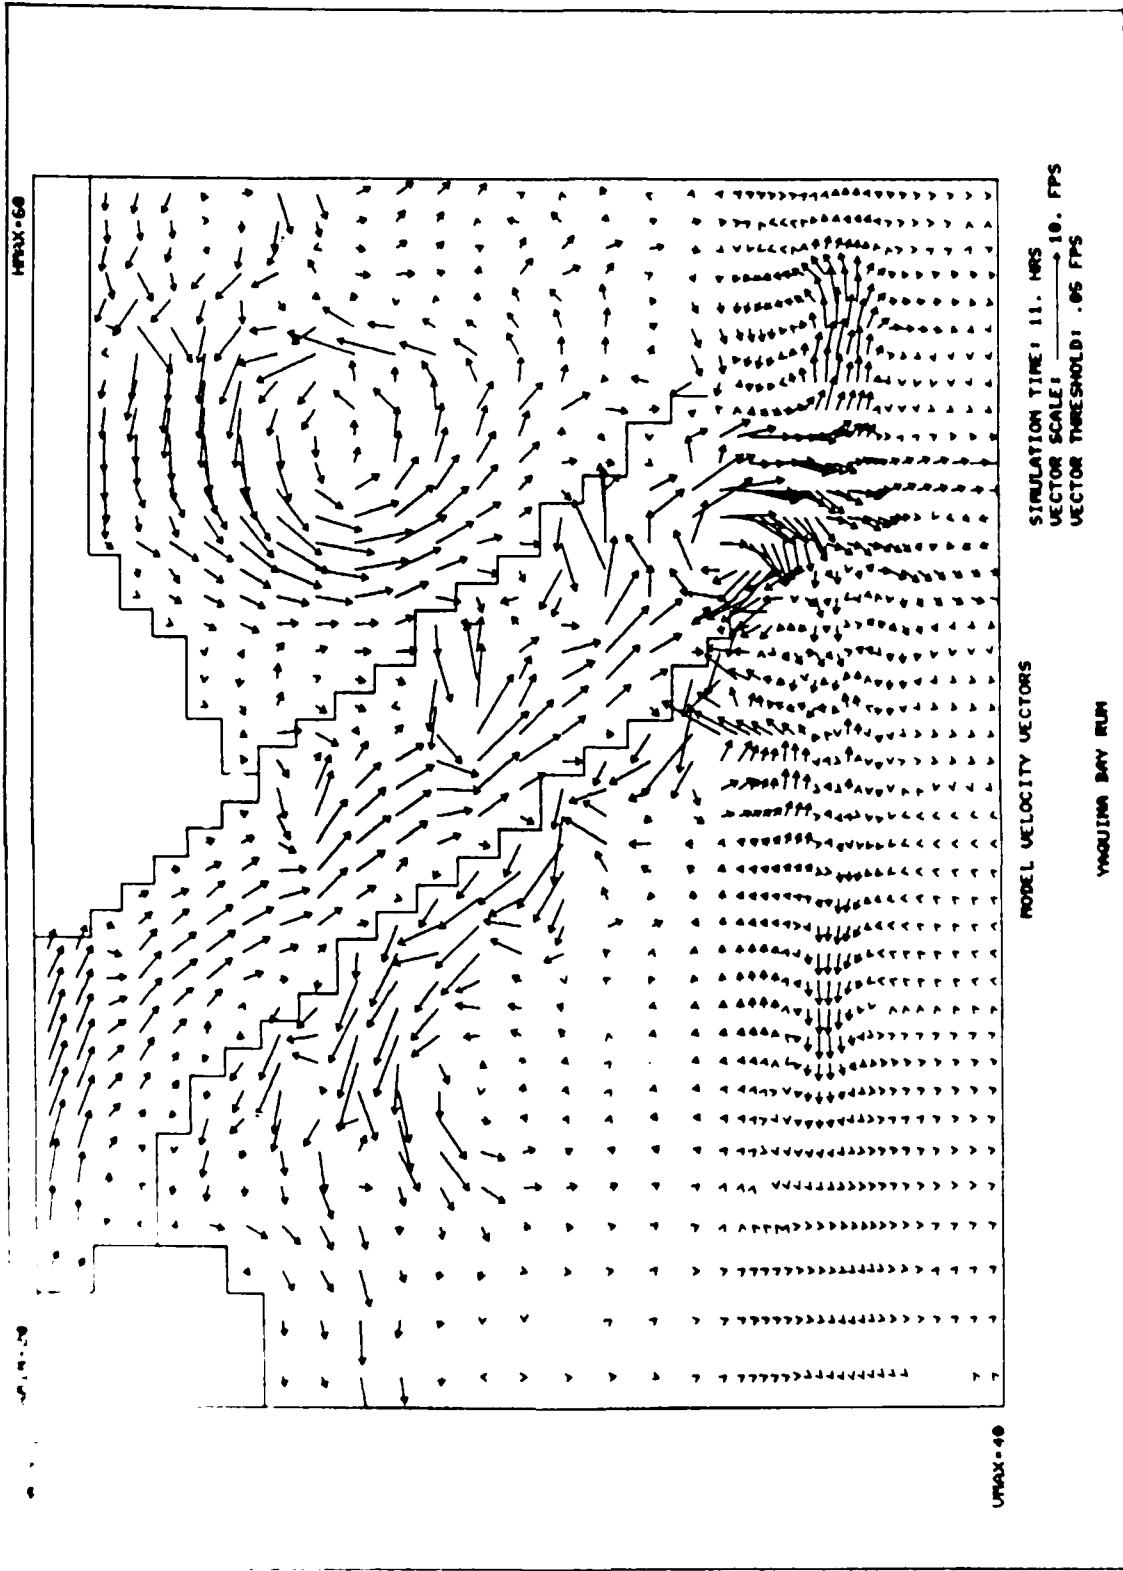 HMAX=60
VMAX=40
MODEL VELOCITY VECTORS
SIMULATION TIME: 11. HRS
VECTOR SCALE: 10. FPS
VECTOR THRESHOLD: .05 FPS
YAQUINA BAY RUN